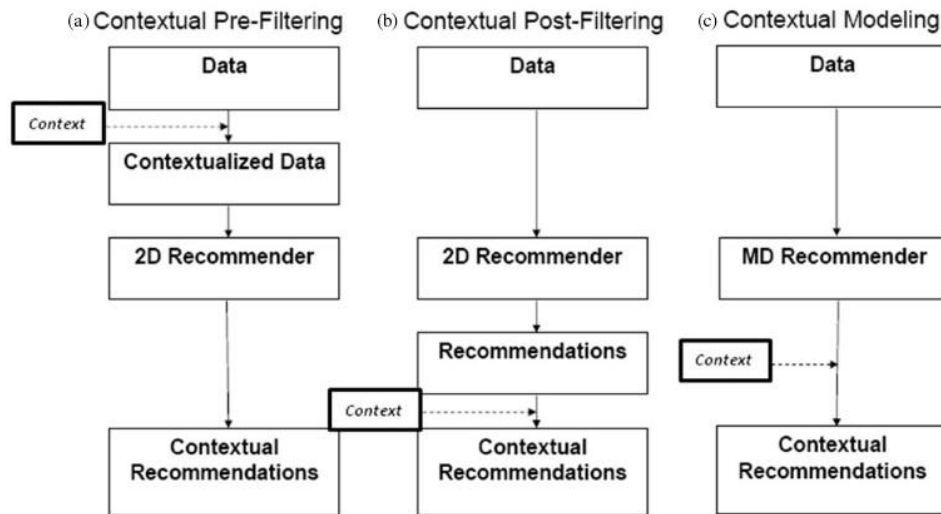 (a) Contextual Pre-Filtering
Data
Context
Contextualized Data
2D Recommender
Contextual
Recommendations
(b) Contextual Post-Filtering
Data
2D Recommender
Recommendations
Context
Contextual
Recommendations
(c) Contextual Modeling
Data
MD Recommender
Context
Contextual
Recommendations